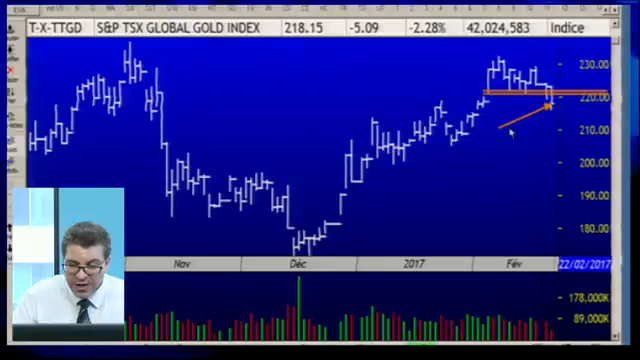 T-X-TTGD S&P TSX GLOBAL GOLD INDEX 218.15 -5.09 -2.28% 42,024,583 Indice
230.00
220.00
210.00
200.00
190.00
180.00
Nov Déc 2017 Fév 22/02/2017
178,000K
89,000K